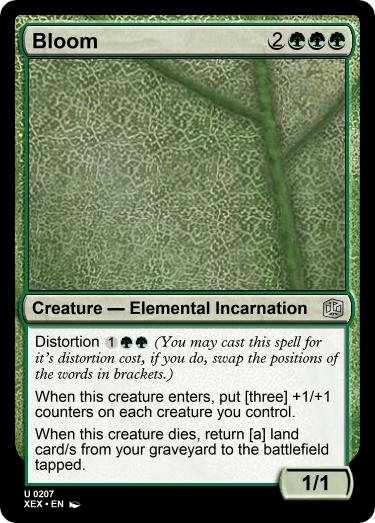 Bloom 2
Creature — Elemental Incarnation
Distortion 1 (You may cast this spell for
it's distortion cost, if you do, swap the positions of
the words in brackets.)
When this creature enters, put [three] +1/+1
counters on each creature you control.
When this creature dies, return [a] land
card/s from your graveyard to the battlefield
tapped.
1/1
U 0207
XEX • EN